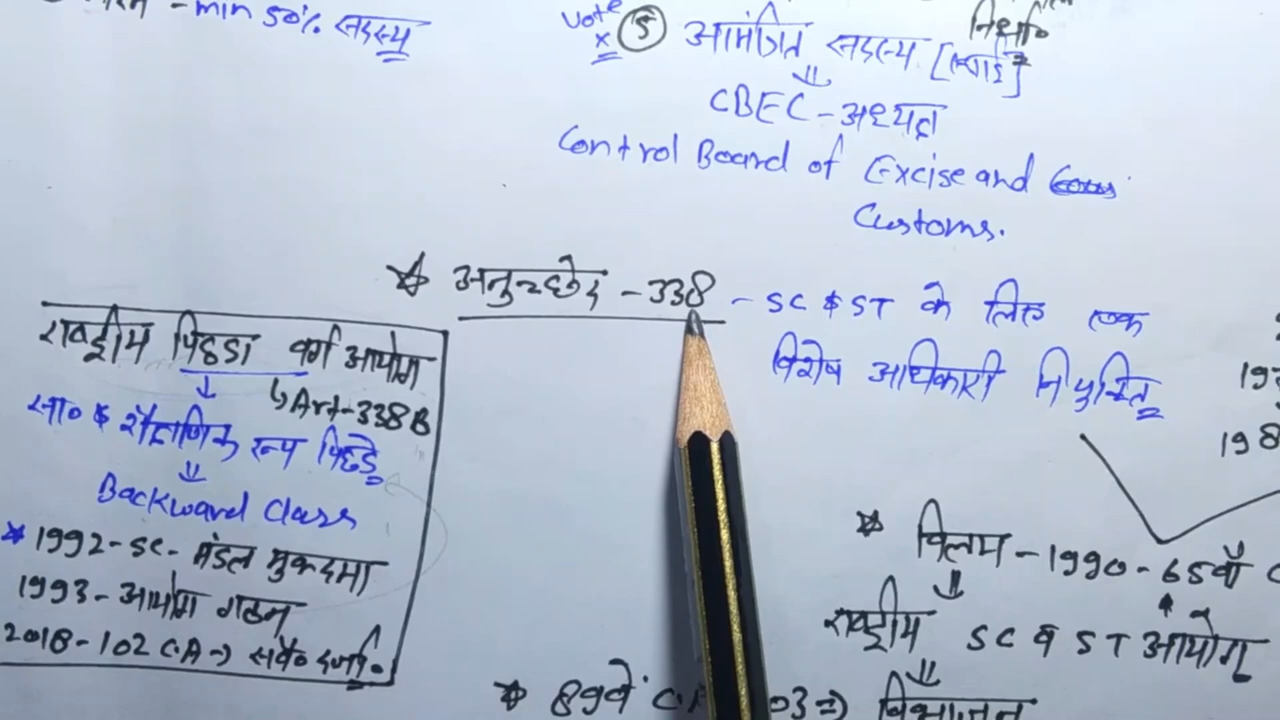 - min 50% सदस्य
Vote
×
⑤ आमंत्रित सदस्य [स्थाई]
CBEC - अध्यक्ष
Control Board of Excise and
Customs.
अनुच्छेद - 338 - SC & ST के लिए एक
विशेष अधिकारी नियुक्ति
राष्ट्रीय पिछडा वर्ग आयोग
Art-338B
सा० & शैक्षणिक रूप पिछडे
Backward Class
1992 - SC - मंडल मुकदमा
1993 - आयोग गठन
2018 - 102 C.A → संवै० दर्जा.
198
विलय - 1990 - 65वाँ
राष्ट्रीय SC & ST आयोग
89वें 03 ⇒ विभाजन